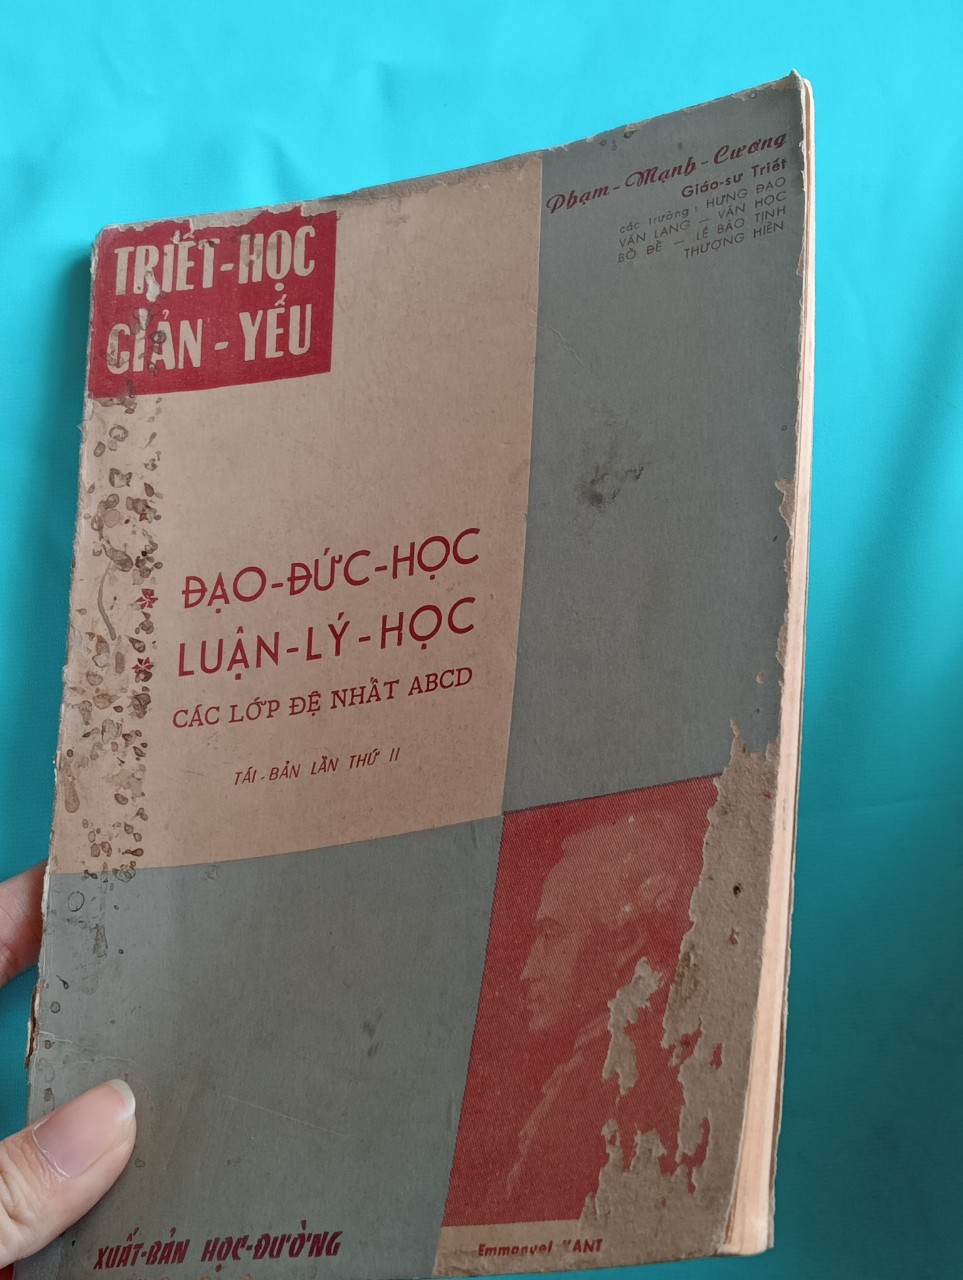 TRIẾT-HỌC
GIẢN-YẾU
Phạm-Mạnh-Cương
Giáo-sư Triết
các trường: HƯNG ĐẠO
VĂN LANG — VĂN HỌC
BỒ ĐỀ — LÊ BẢO TỊNH
THƯỢNG HIỀN
ĐẠO-ĐỨC-HỌC
LUẬN-LÝ-HỌC
CÁC LỚP ĐỆ NHẤT ABCD
TÁI-BẢN LẦN THỨ II
XUẤT-BẢN HỌC-ĐƯỜNG
Emmanuel KANT